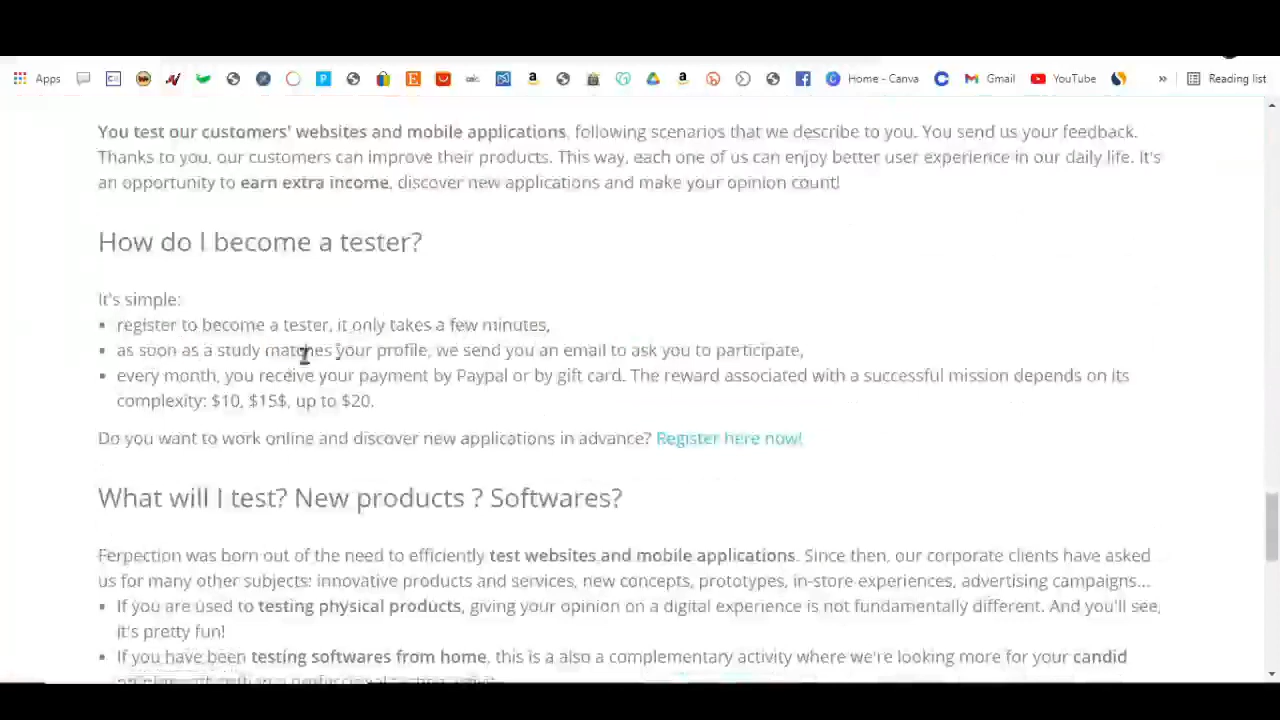 Apps
Home - Canva
Gmail
YouTube
»
Reading list
You test our customers' websites and mobile applications, following scenarios that we describe to you. You send us your feedback.
Thanks to you, our customers can improve their products. This way, each one of us can enjoy better user experience in our daily life. It's
an opportunity to earn extra income, discover new applications and make your opinion count!
How do I become a tester?
It's simple:
register to become a tester, it only takes a few minutes,
as soon as a study matches your profile, we send you an email to ask you to participate,
every month, you receive your payment by Paypal or by gift card. The reward associated with a successful mission depends on its
complexity: $10, $15$, up to $20.
Do you want to work online and discover new applications in advance? Register here now!
What will I test? New products ? Softwares?
Ferpection was born out of the need to efficiently test websites and mobile applications. Since then, our corporate clients have asked
us for many other subjects: innovative products and services, new concepts, prototypes, in-store experiences, advertising campaigns...
If you are used to testing physical products, giving your opinion on a digital experience is not fundamentally different. And you'll see,
it's pretty fun!
If you have been testing softwares from home, this is a also a complementary activity where we're looking more for your candid